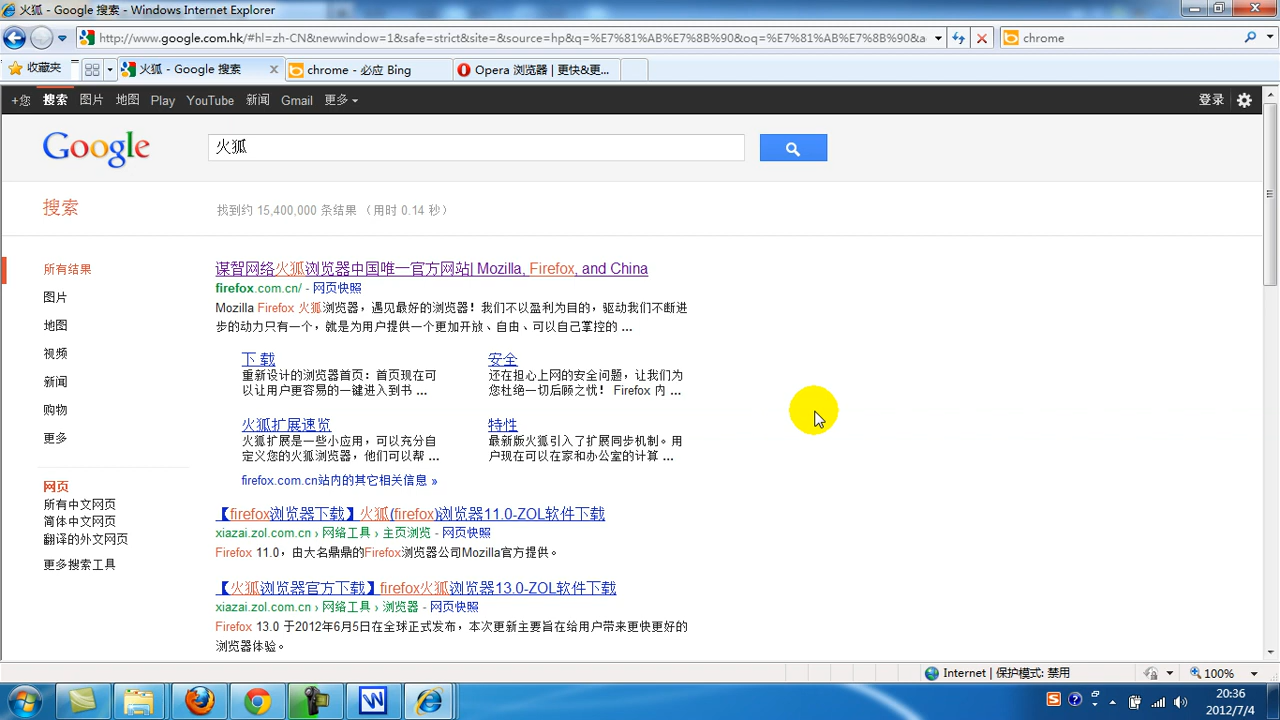 火狐 - Google 搜索 - Windows Internet Explorer
http://www.google.com.hk/#hl=zh-CN&newwindow=1&safe=strict&site=&source=hp&q=%E7%81%AB%E7%8B%90&oq=%E7%81%AB%E7%8B%90&a
chrome
收藏夹
火狐 - Google 搜索
chrome - 必应 Bing
Opera 浏览器 | 更快&更...
+您 搜索 图片 地图 Play YouTube 新闻 Gmail 更多
登录
Google
火狐
搜索
找到约 15,400,000 条结果 （用时 0.14 秒）
所有结果
图片
地图
视频
新闻
购物
更多
网页
所有中文网页
简体中文网页
翻译的外文网页
更多搜索工具
谋智网络火狐浏览器中国唯一官方网站| Mozilla, Firefox, and China
firefox.com.cn/ - 网页快照
Mozilla Firefox 火狐浏览器，遇见最好的浏览器！我们不以盈利为目的，驱动我们不断进
步的动力只有一个，就是为用户提供一个更加开放、自由、可以自己掌控的 ...
下 载
重新设计的浏览器首页：首页现在可
以让用户更容易的一键进入到书 ...
安全
还在担心上网的安全问题，让我们为
您杜绝一切后顾之忧！ Firefox 内 ...
火狐扩展速览
火狐扩展是一些小应用，可以充分自
定义您的火狐浏览器，他们可以帮 ...
特性
最新版火狐引入了扩展同步机制。用
户现在可以在家和办公室的计算 ...
firefox.com.cn站内的其它相关信息 »
【firefox浏览器下载】火狐(firefox)浏览器11.0-ZOL软件下载
xiazai.zol.com.cn › 网络工具 › 主页浏览 - 网页快照
Firefox 11.0，由大名鼎鼎的Firefox浏览器公司Mozilla官方提供。
【火狐浏览器官方下载】firefox火狐浏览器13.0-ZOL软件下载
xiazai.zol.com.cn › 网络工具 › 浏览器 - 网页快照
Firefox 13.0 于2012年6月5日在全球正式发布，本次更新主要旨在给用户带来更快更好的
浏览器体验。
Internet | 保护模式: 禁用
100%
20:36
2012/7/4